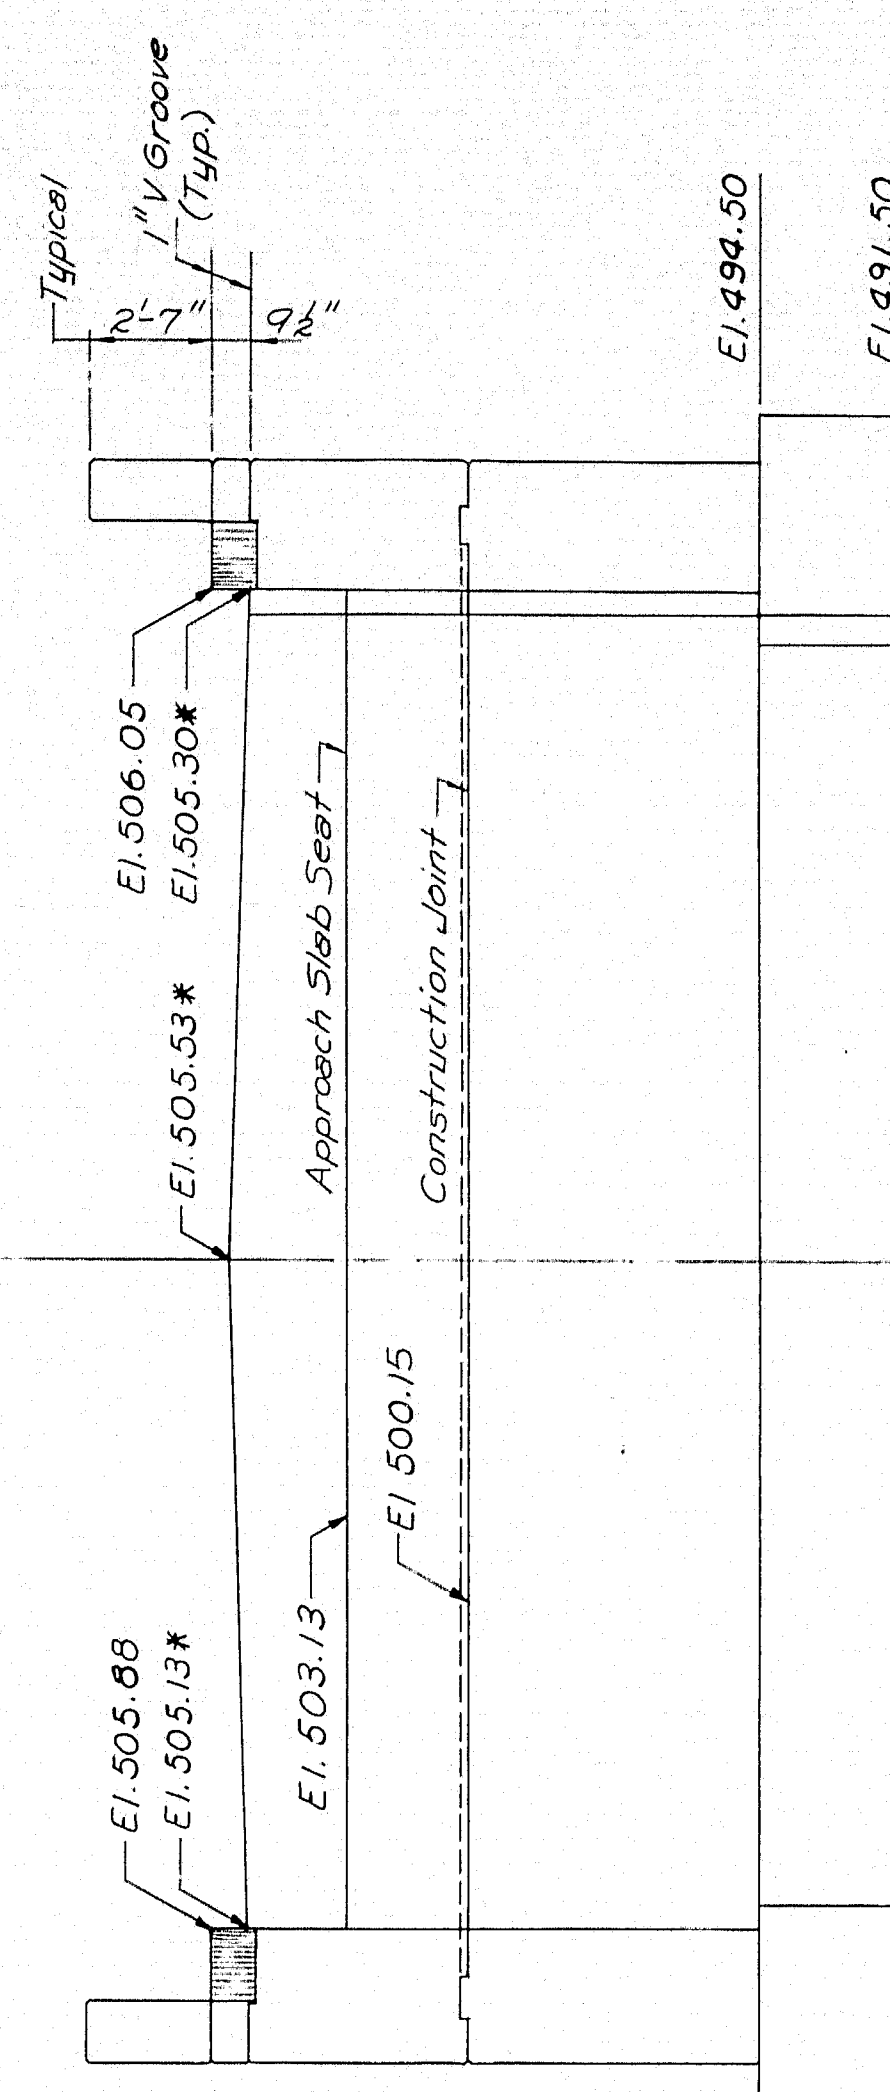 Typical
2'-7"
1" V Groove
(Typ.)
9½"
El. 506.05
El. 505.30*
El. 505.53*
El. 505.88
El. 505.13*
Approach Slab Seat
El. 503.13
Construction Joint
El 500.15
El. 494.50
El. 491.50